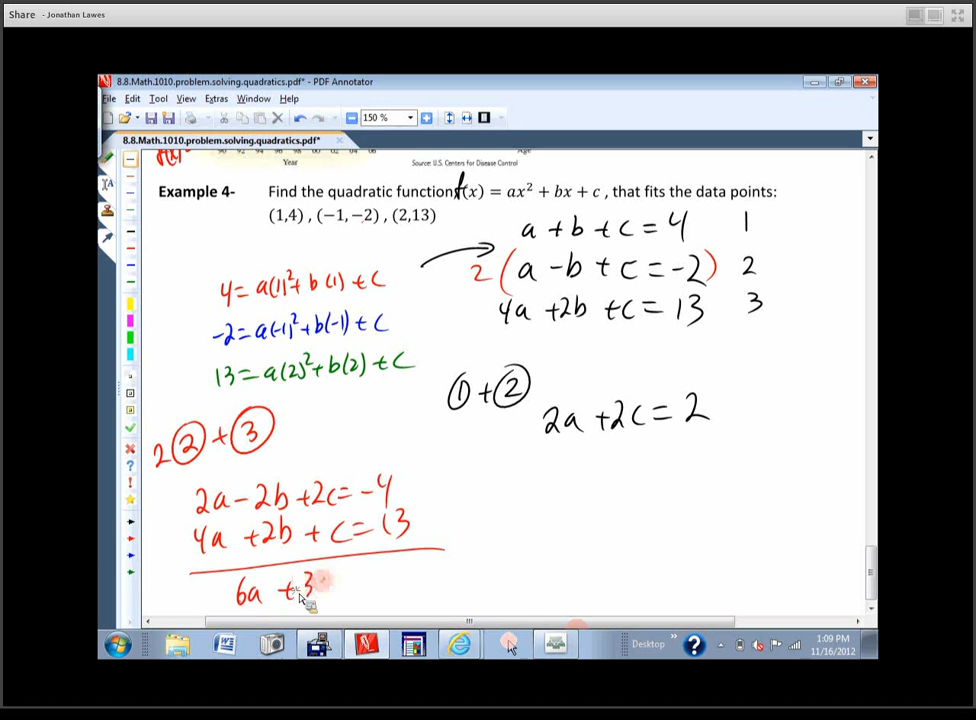 Share - Jonathan Lawes
8.8.Math.1010.problem.solving.quadratics.pdf* - PDF Annotator
File Edit Tool View Extras Window Help
150 %
8.8.Math.1010.problem.solving.quadratics.pdf*
Year
Source: U.S. Centers for Disease Control
Age
Example 4- Find the quadratic function f(x) = ax² + bx + c , that fits the data points:
(1,4) , (−1,−2) , (2,13)
a + b + c = 4 1
2 (a - b + c = -2) 2
4a + 2b + c = 13 3
4 = a(1)² + b(1) + c
-2 = a(-1)² + b(-1) + c
13 = a(2)² + b(2) + c
① + ②
2a + 2c = 2
2② + ③
2a - 2b + 2c = -4
4a + 2b + c = 13
6a + 3
Desktop
1:09 PM
11/16/2012